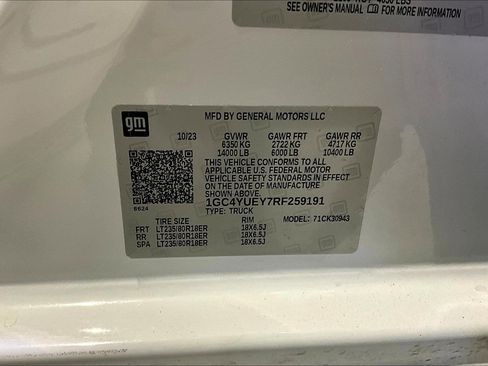 SEE OWNER'S MANUAL FOR MORE INFORMATION
gm
MFD BY GENERAL MOTORS LLC
10/23 GVWR GAWR FRT GAWR RR
6350 KG 2722 KG 4717 KG
14000 LB 6000 LB 10400 LB
THIS VEHICLE CONFORMS TO ALL
APPLICABLE U.S. FEDERAL MOTOR
VEHICLE SAFETY STANDARDS IN EFFECT
ON THE DATE OF MANUFACTURE
SHOWN ABOVE.
6624
1GC4YUEY7RF259191
TYPE: TRUCK MODEL: 71CK30943
TIRE SIZE RIM
FRT LT235/80R18ER 18X6.5J
RR LT235/80R18ER 18X6.5J
SPA LT235/80R18ER 18X6.5J